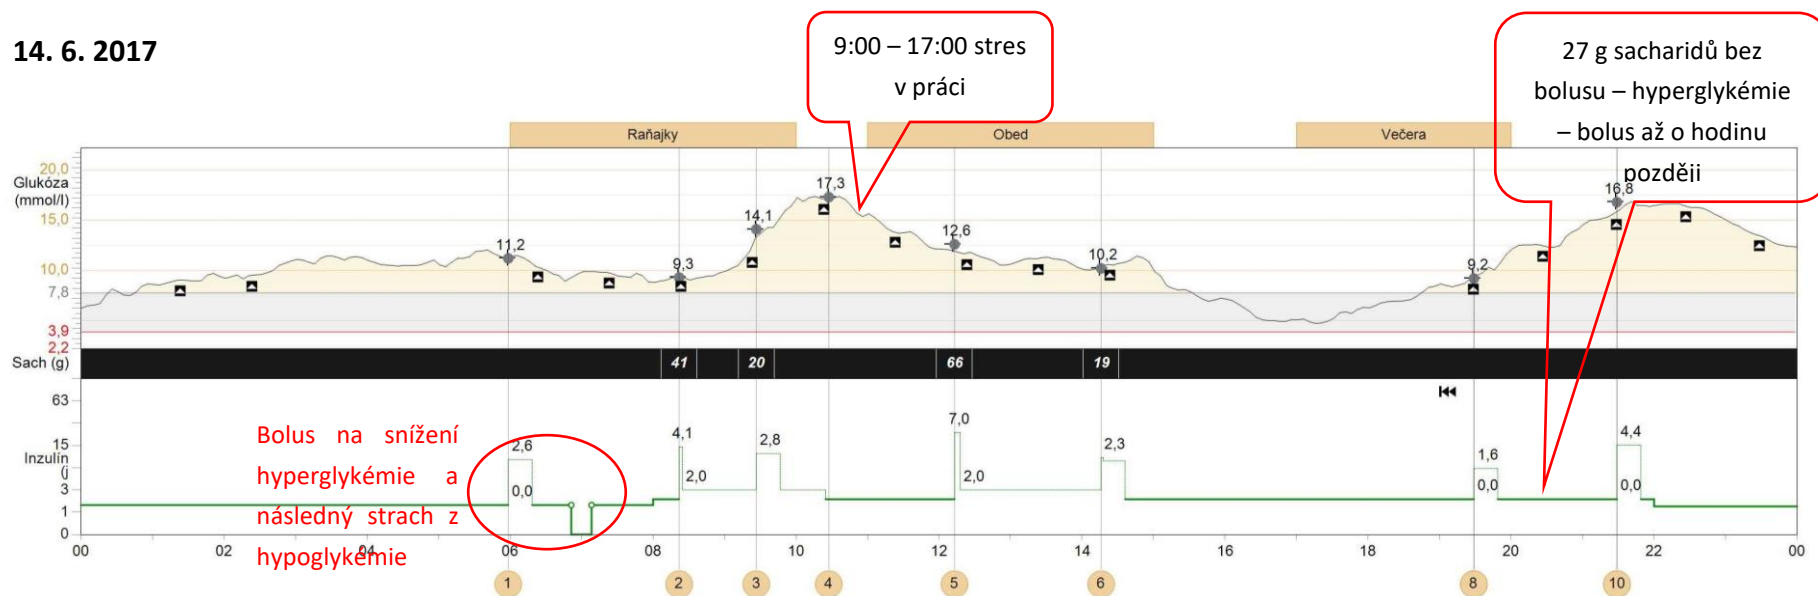 14. 6. 2017
9:00 – 17:00 stres
v práci
27 g sacharidů bez
bolusu – hyperglykémie
– bolus až o hodinu
později
Raňajky
Obed
Večera
20,0
Glukóza
(mmol/l)
15,0
10,0
7,8
3,9
2,2
11,2
9,3
14,1
17,3
12,6
10,2
9,2
16,8
Sach (g)
41
20
66
19
63
15
Inzulín
(j
3
1
0
Bolus na snížení
hyperglykémie a
následný strach z
hypoglykémie
2,6
0,0
4,1
2,0
2,8
7,0
2,0
2,3
1,6
0,0
4,4
0,0
00
02
04
06
08
10
12
14
16
18
20
22
00
1
2
3
4
5
6
8
10